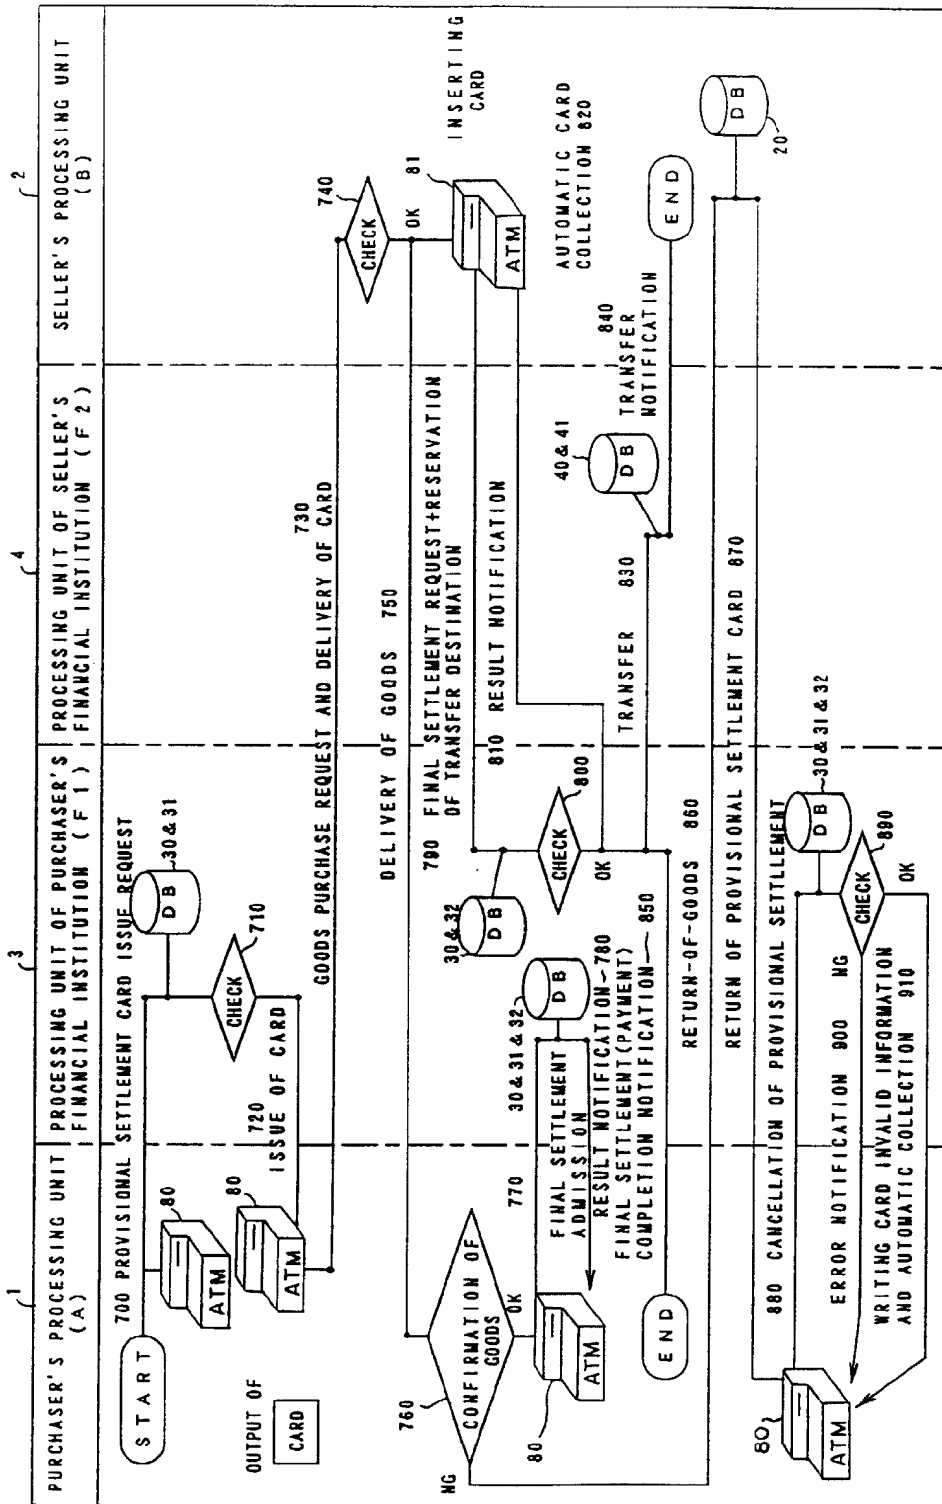 1
PURCHASER'S PROCESSING UNIT
(A)
3
PROCESSING UNIT OF PURCHASER'S
FINANCIAL INSTITUTION (F1)
4
PROCESSING UNIT OF SELLER'S
FINANCIAL INSTITUTION (F2)
2
SELLER'S PROCESSING UNIT
(B)
START
700 PROVISIONAL SETTLEMENT CARD ISSUE REQUEST
80
ATM
DB
30&31
CHECK
710
720
ISSUE OF CARD
OUTPUT OF
CARD
80
ATM
GOODS PURCHASE REQUEST AND DELIVERY OF CARD
730
CHECK
740
OK
DELIVERY OF GOODS 750
81
ATM
INSERTING
CARD
790 FINAL SETTLEMENT REQUEST+RESERVATION
OF TRANSFER DESTINATION
810 RESULT NOTIFICATION
AUTOMATIC CARD
COLLECTION 820
30&32
DB
CHECK
800
OK
TRANSFER 830
40&41
DB
840
TRANSFER
NOTIFICATION
END
760
CONFIRMATION OF
GOODS
NG
OK
80
ATM
770
FINAL SETTLEMENT
ADMISSION
30&31&32
DB
RESULT NOTIFICATION~780
FINAL SETTLEMENT(PAYMENT)
COMPLETION NOTIFICATION~850
END
RETURN-OF-GOODS 860
RETURN OF PROVISIONAL SETTLEMENT CARD 870
DB
20
880 CANCELLATION OF PROVISIONAL SETTLEMENT
80
ATM
DB
30&31&32
CHECK
890
OK
ERROR NOTIFICATION 900 NG
WRITING CARD INVALID INFORMATION
AND AUTOMATIC COLLECTION 910